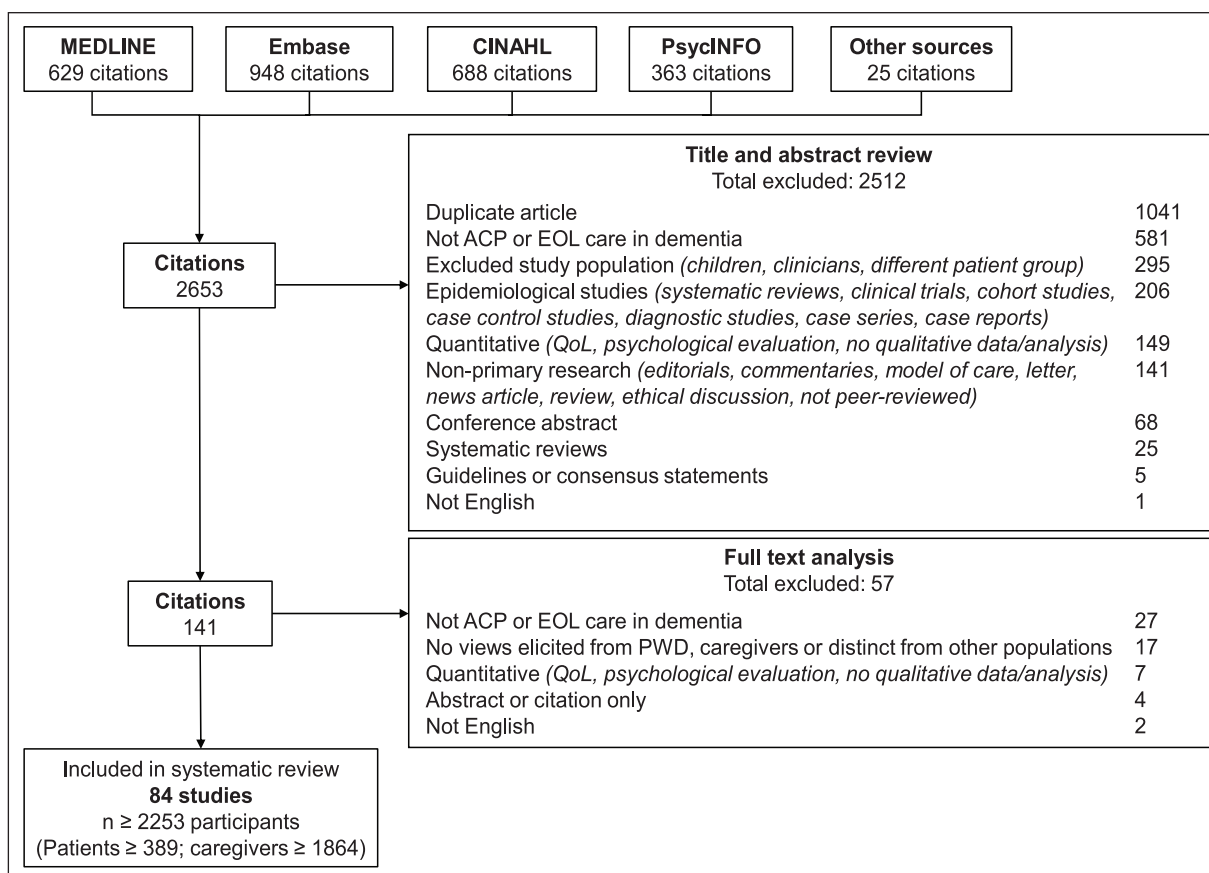 MEDLINE
629 citations
Embase
948 citations
CINAHL
688 citations
PsycINFO
363 citations
Other sources
25 citations
Title and abstract review
Total excluded: 2512
Duplicate article 1041
Not ACP or EOL care in dementia 581
Excluded study population (children, clinicians, different patient group) 295
Epidemiological studies (systematic reviews, clinical trials, cohort studies, 206
case control studies, diagnostic studies, case series, case reports)
Quantitative (QoL, psychological evaluation, no qualitative data/analysis) 149
Non-primary research (editorials, commentaries, model of care, letter, 141
news article, review, ethical discussion, not peer-reviewed)
Conference abstract 68
Systematic reviews 25
Guidelines or consensus statements 5
Not English 1
Citations
2653
Full text analysis
Total excluded: 57
Not ACP or EOL care in dementia 27
No views elicited from PWD, caregivers or distinct from other populations 17
Quantitative (QoL, psychological evaluation, no qualitative data/analysis) 7
Abstract or citation only 4
Not English 2
Citations
141
Included in systematic review
84 studies
n ≥ 2253 participants
(Patients ≥ 389; caregivers ≥ 1864)